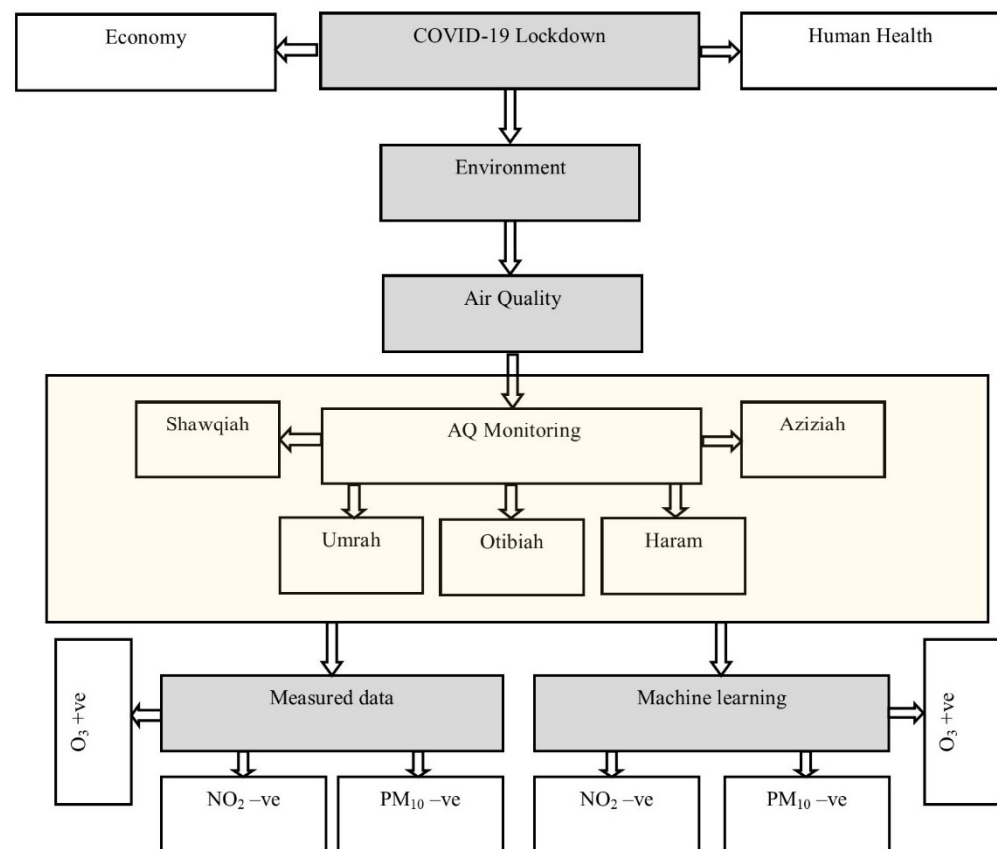 Economy
COVID-19 Lockdown
Human Health
Environment
Air Quality
Shawqiah
AQ Monitoring
Aziziah
Umrah
Otibiah
Haram
O₃ +ve
Measured data
Machine learning
O₃ +ve
NO₂ –ve
PM₁₀ –ve
NO₂ –ve
PM₁₀ –ve